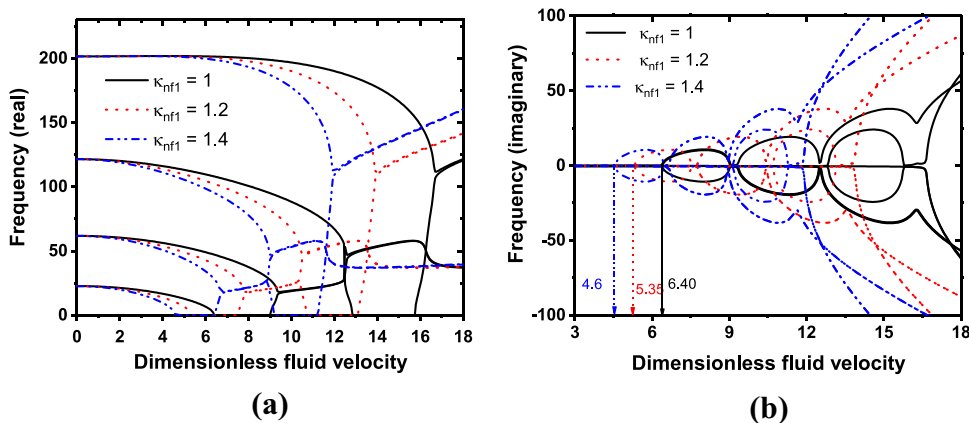 Frequency (real)
200
150
100
50
0
κnf1 = 1
κnf1 = 1.2
κnf1 = 1.4
0 2 4 6 8 10 12 14 16 18
Dimensionless fluid velocity
(a)
Frequency (imaginary)
100
50
0
-50
-100
κnf1 = 1
κnf1 = 1.2
κnf1 = 1.4
4.6 5.35 6.40
3 6 9 12 15 18
Dimensionless fluid velocity
(b)